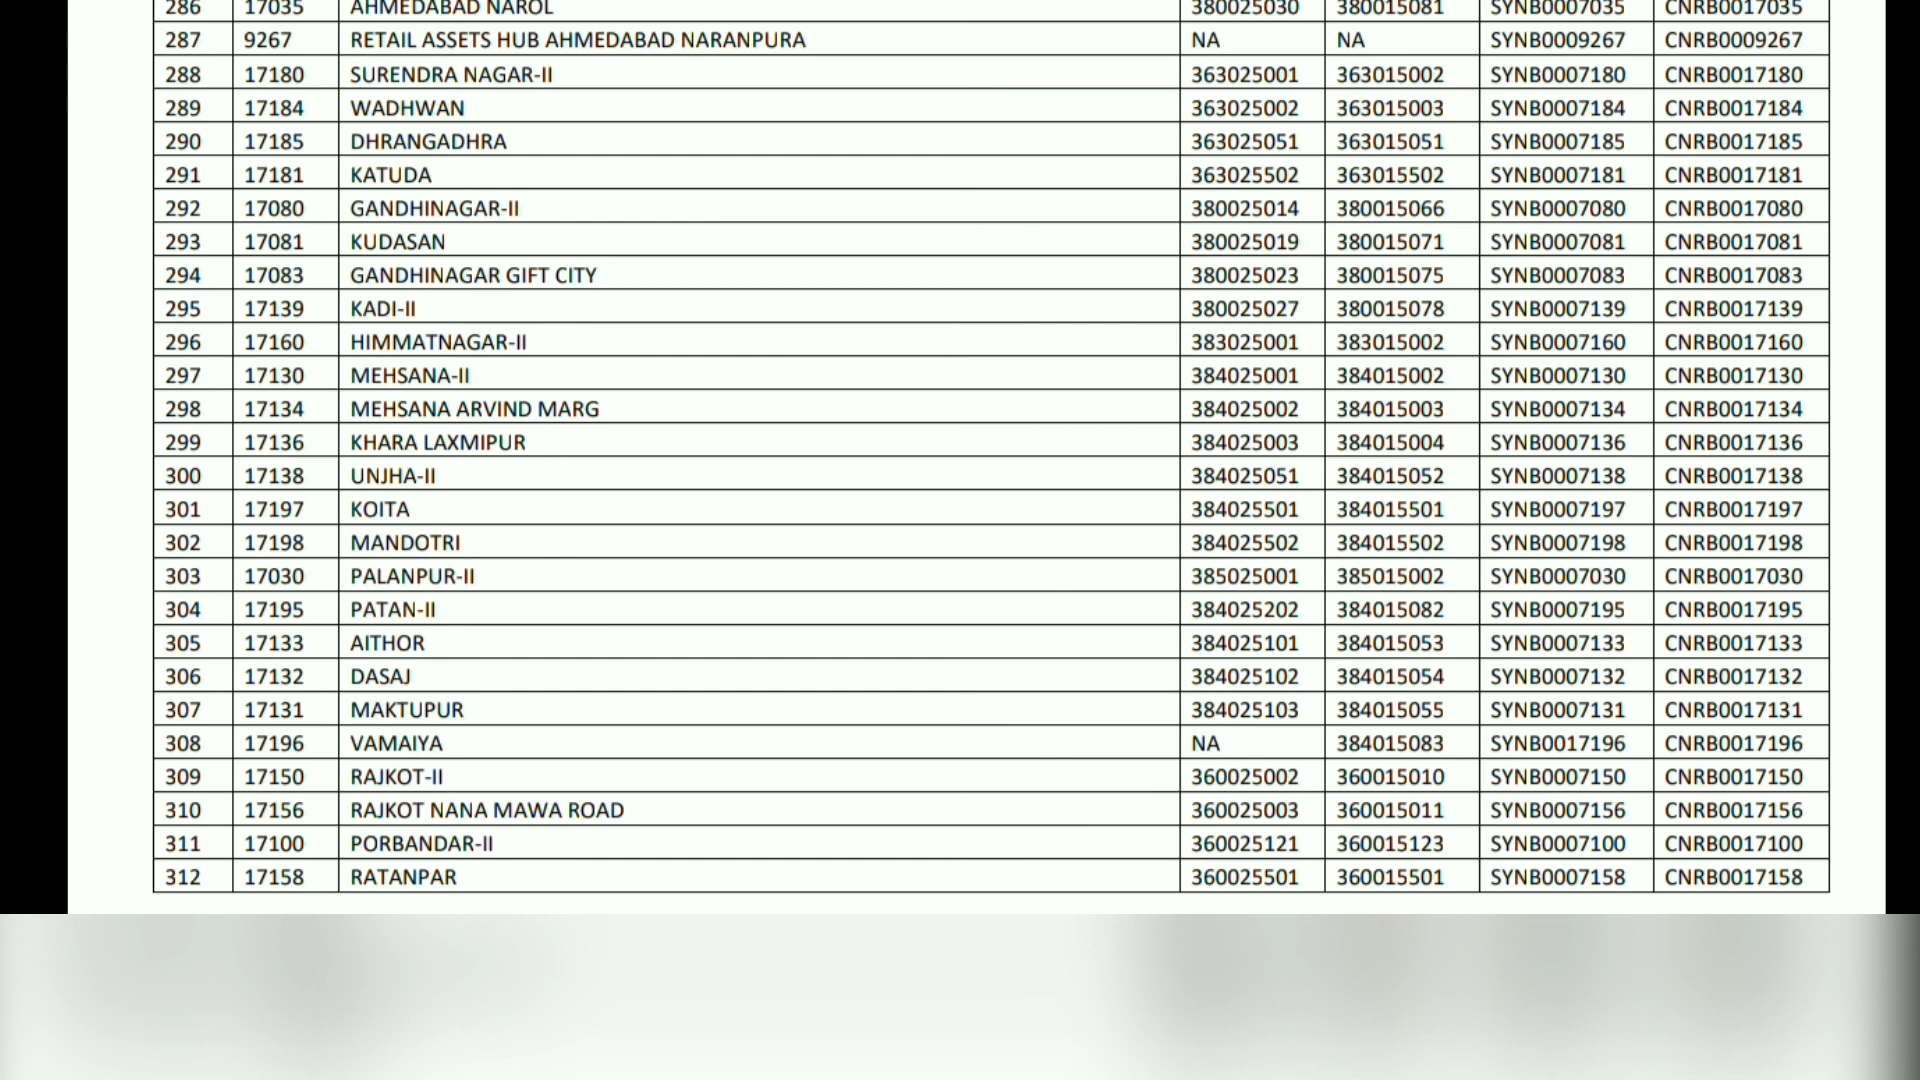 286 17035 AHMEDABAD NAROL 380025030 380015081 SYNB0007035 CNRB0017035
287 9267 RETAIL ASSETS HUB AHMEDABAD NARANPURA NA NA SYNB0009267 CNRB0009267
288 17180 SURENDRA NAGAR-II 363025001 363015002 SYNB0007180 CNRB0017180
289 17184 WADHWAN 363025002 363015003 SYNB0007184 CNRB0017184
290 17185 DHRANGADHRA 363025051 363015051 SYNB0007185 CNRB0017185
291 17181 KATUDA 363025502 363015502 SYNB0007181 CNRB0017181
292 17080 GANDHINAGAR-II 380025014 380015066 SYNB0007080 CNRB0017080
293 17081 KUDASAN 380025019 380015071 SYNB0007081 CNRB0017081
294 17083 GANDHINAGAR GIFT CITY 380025023 380015075 SYNB0007083 CNRB0017083
295 17139 KADI-II 380025027 380015078 SYNB0007139 CNRB0017139
296 17160 HIMMATNAGAR-II 383025001 383015002 SYNB0007160 CNRB0017160
297 17130 MEHSANA-II 384025001 384015002 SYNB0007130 CNRB0017130
298 17134 MEHSANA ARVIND MARG 384025002 384015003 SYNB0007134 CNRB0017134
299 17136 KHARA LAXMIPUR 384025003 384015004 SYNB0007136 CNRB0017136
300 17138 UNJHA-II 384025051 384015052 SYNB0007138 CNRB0017138
301 17197 KOITA 384025501 384015501 SYNB0007197 CNRB0017197
302 17198 MANDOTRI 384025502 384015502 SYNB0007198 CNRB0017198
303 17030 PALANPUR-II 385025001 385015002 SYNB0007030 CNRB0017030
304 17195 PATAN-II 384025202 384015082 SYNB0007195 CNRB0017195
305 17133 AITHOR 384025101 384015053 SYNB0007133 CNRB0017133
306 17132 DASAJ 384025102 384015054 SYNB0007132 CNRB0017132
307 17131 MAKTUPUR 384025103 384015055 SYNB0007131 CNRB0017131
308 17196 VAMAIYA NA 384015083 SYNB0017196 CNRB0017196
309 17150 RAJKOT-II 360025002 360015010 SYNB0007150 CNRB0017150
310 17156 RAJKOT NANA MAWA ROAD 360025003 360015011 SYNB0007156 CNRB0017156
311 17100 PORBANDAR-II 360025121 360015123 SYNB0007100 CNRB0017100
312 17158 RATANPAR 360025501 360015501 SYNB0007158 CNRB0017158